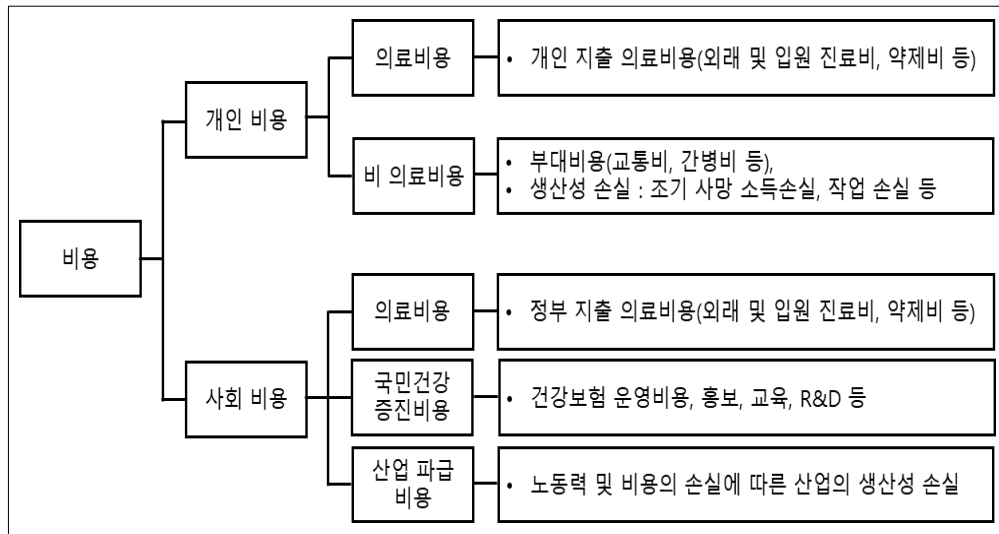 비용
개인 비용
의료비용
• 개인 지출 의료비용(외래 및 입원 진료비, 약제비 등)
비 의료비용
• 부대비용(교통비, 간병비 등),
• 생산성 손실 : 조기 사망 소득손실, 작업 손실 등
사회 비용
의료비용
• 정부 지출 의료비용(외래 및 입원 진료비, 약제비 등)
국민건강
증진비용
• 건강보험 운영비용, 홍보, 교육, R&D 등
산업 파급
비용
• 노동력 및 비용의 손실에 따른 산업의 생산성 손실